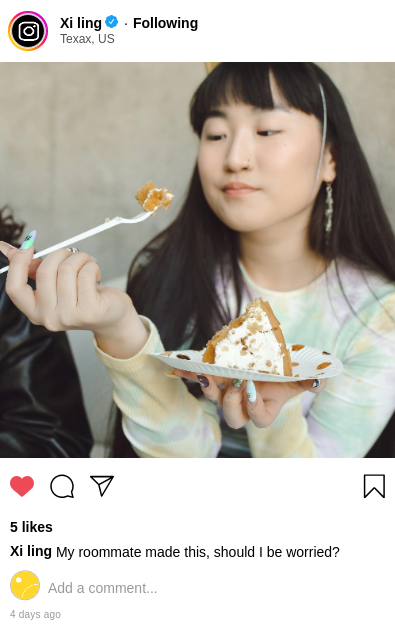 Xi ling · Following
Texax, US
5 likes
Xi ling My roommate made this, should I be worried?
Add a comment...
4 days ago